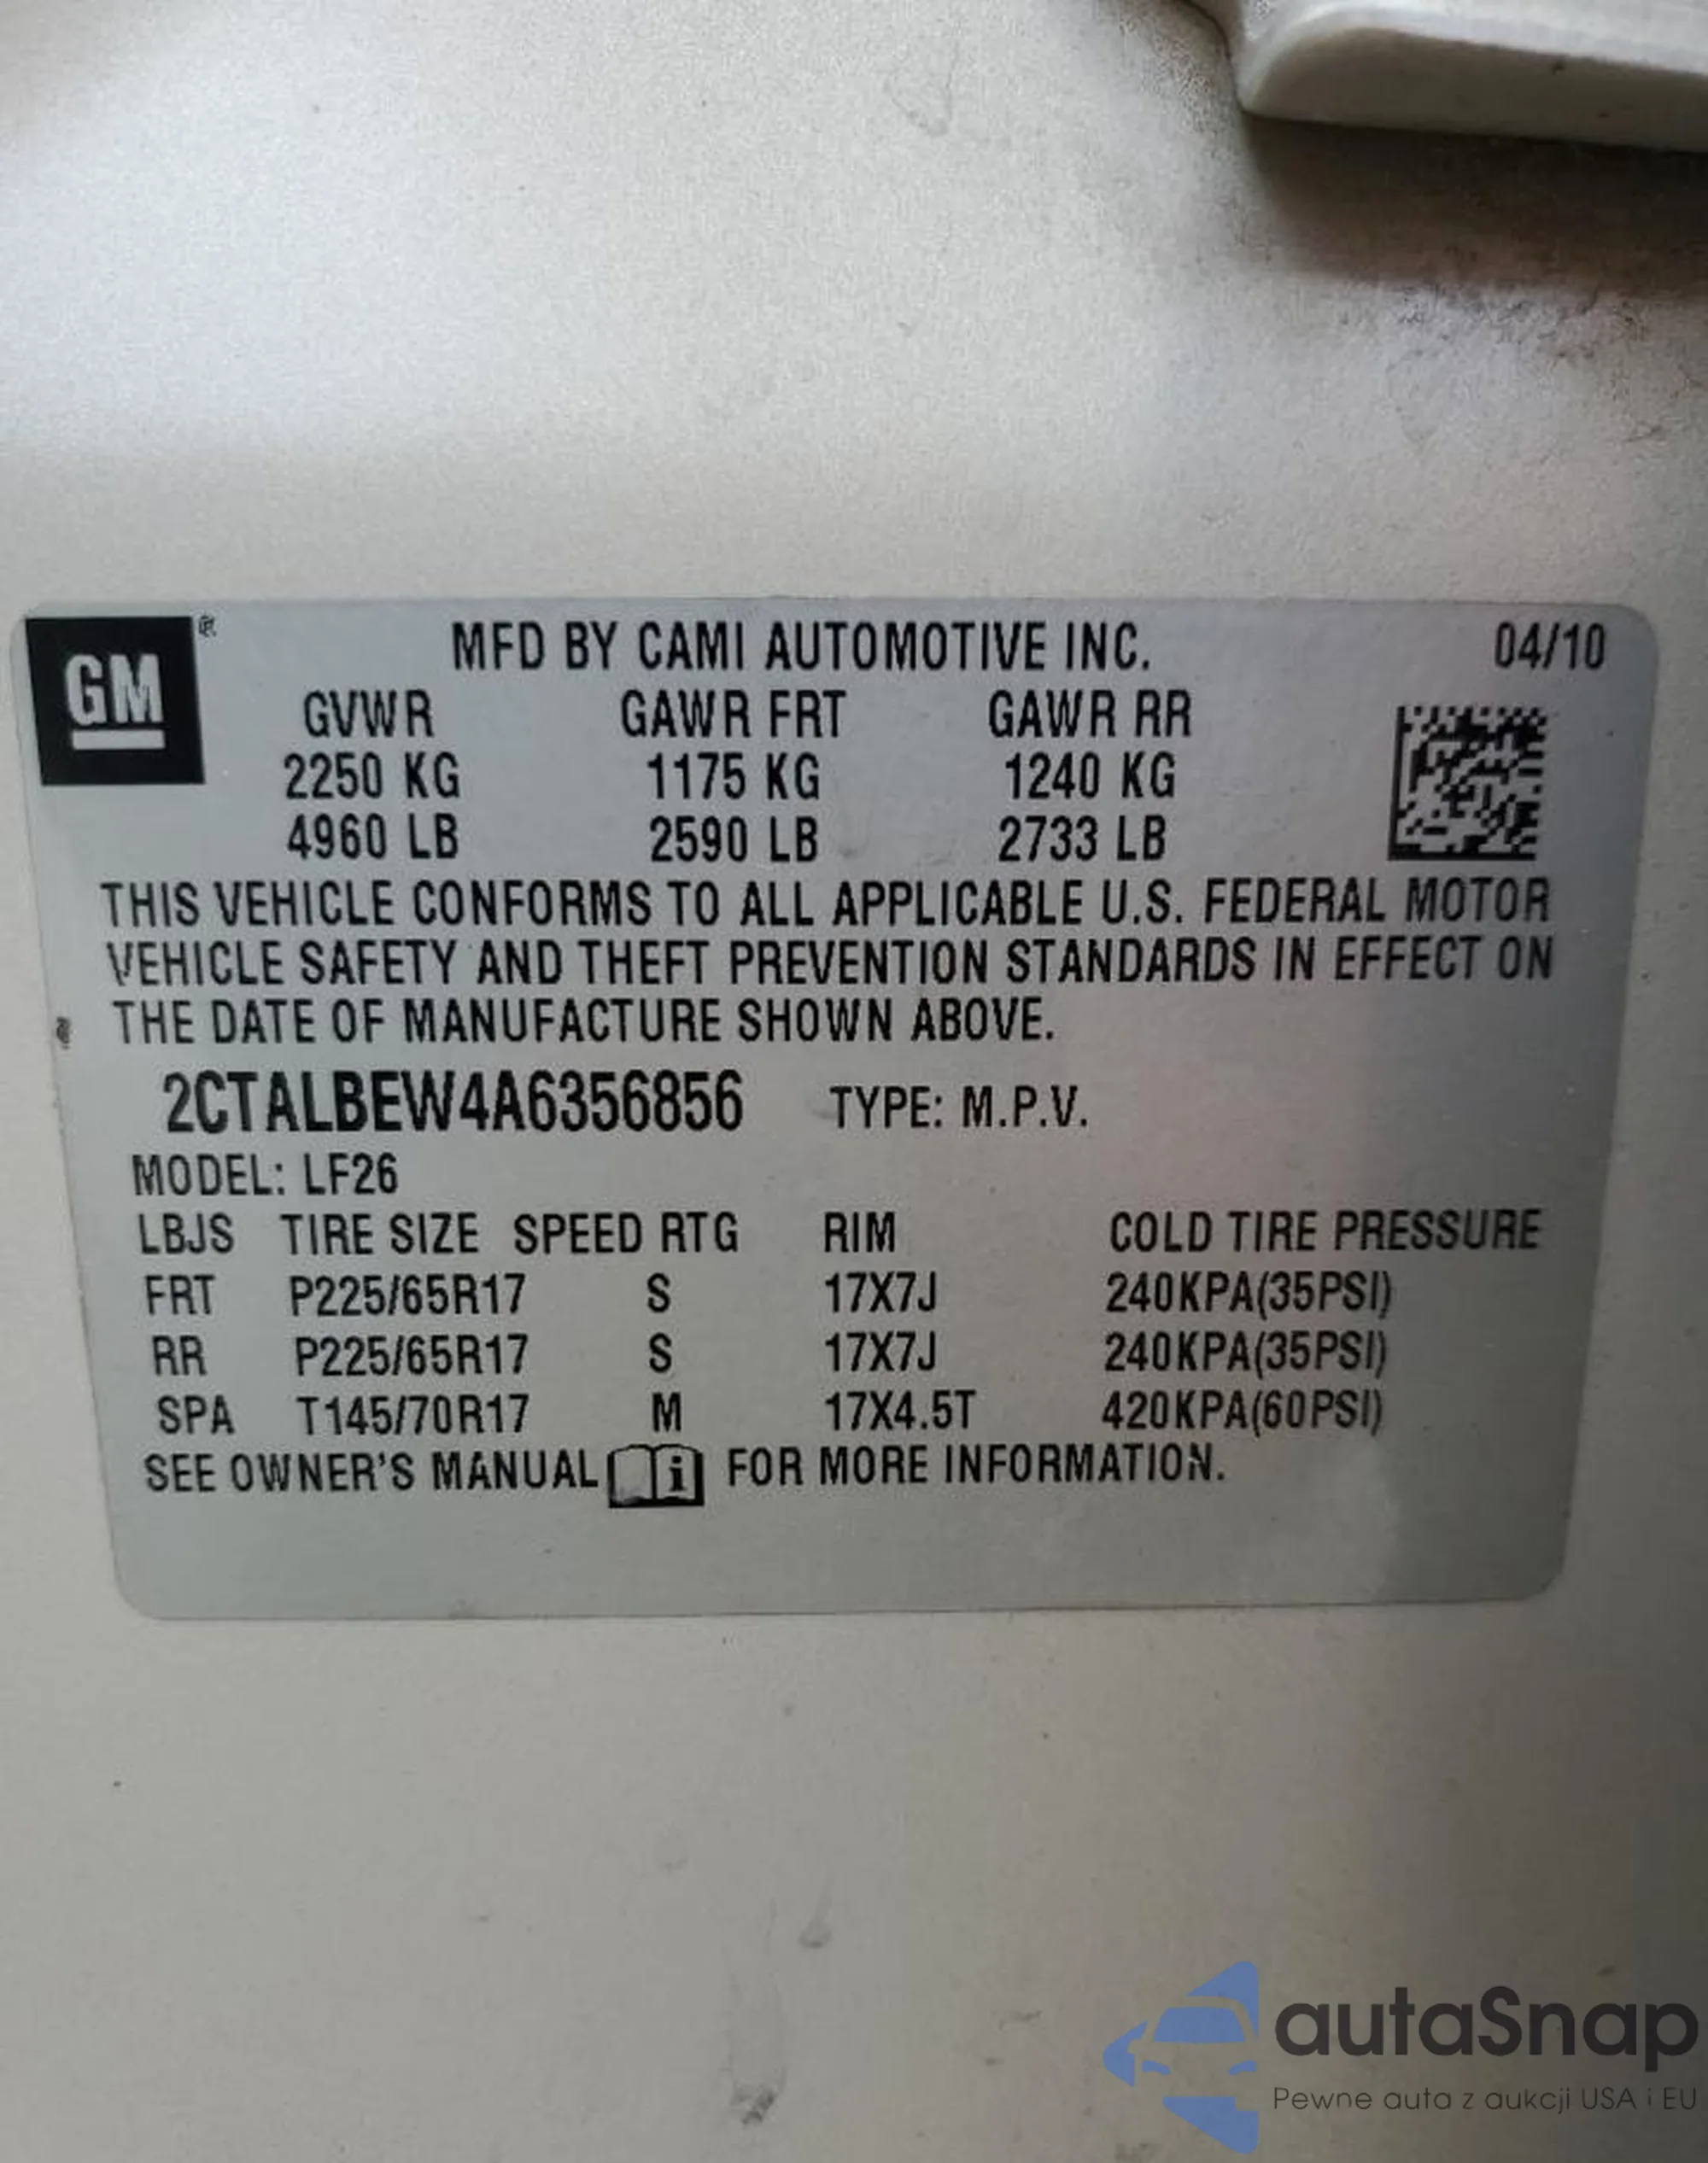 GM ®
MFD BY CAMI AUTOMOTIVE INC. 04/10
GVWR GAWR FRT GAWR RR
2250 KG 1175 KG 1240 KG
4960 LB 2590 LB 2733 LB
THIS VEHICLE CONFORMS TO ALL APPLICABLE U.S. FEDERAL MOTOR
VEHICLE SAFETY AND THEFT PREVENTION STANDARDS IN EFFECT ON
THE DATE OF MANUFACTURE SHOWN ABOVE.
2CTALBEW4A6356856 TYPE: M.P.V.
MODEL: LF26
LBJS TIRE SIZE SPEED RTG RIM COLD TIRE PRESSURE
FRT P225/65R17 S 17X7J 240KPA(35PSI)
RR P225/65R17 S 17X7J 240KPA(35PSI)
SPA T145/70R17 M 17X4.5T 420KPA(60PSI)
SEE OWNER'S MANUAL i FOR MORE INFORMATION.
autaSnap
Pewne auta z aukcji USA i EU